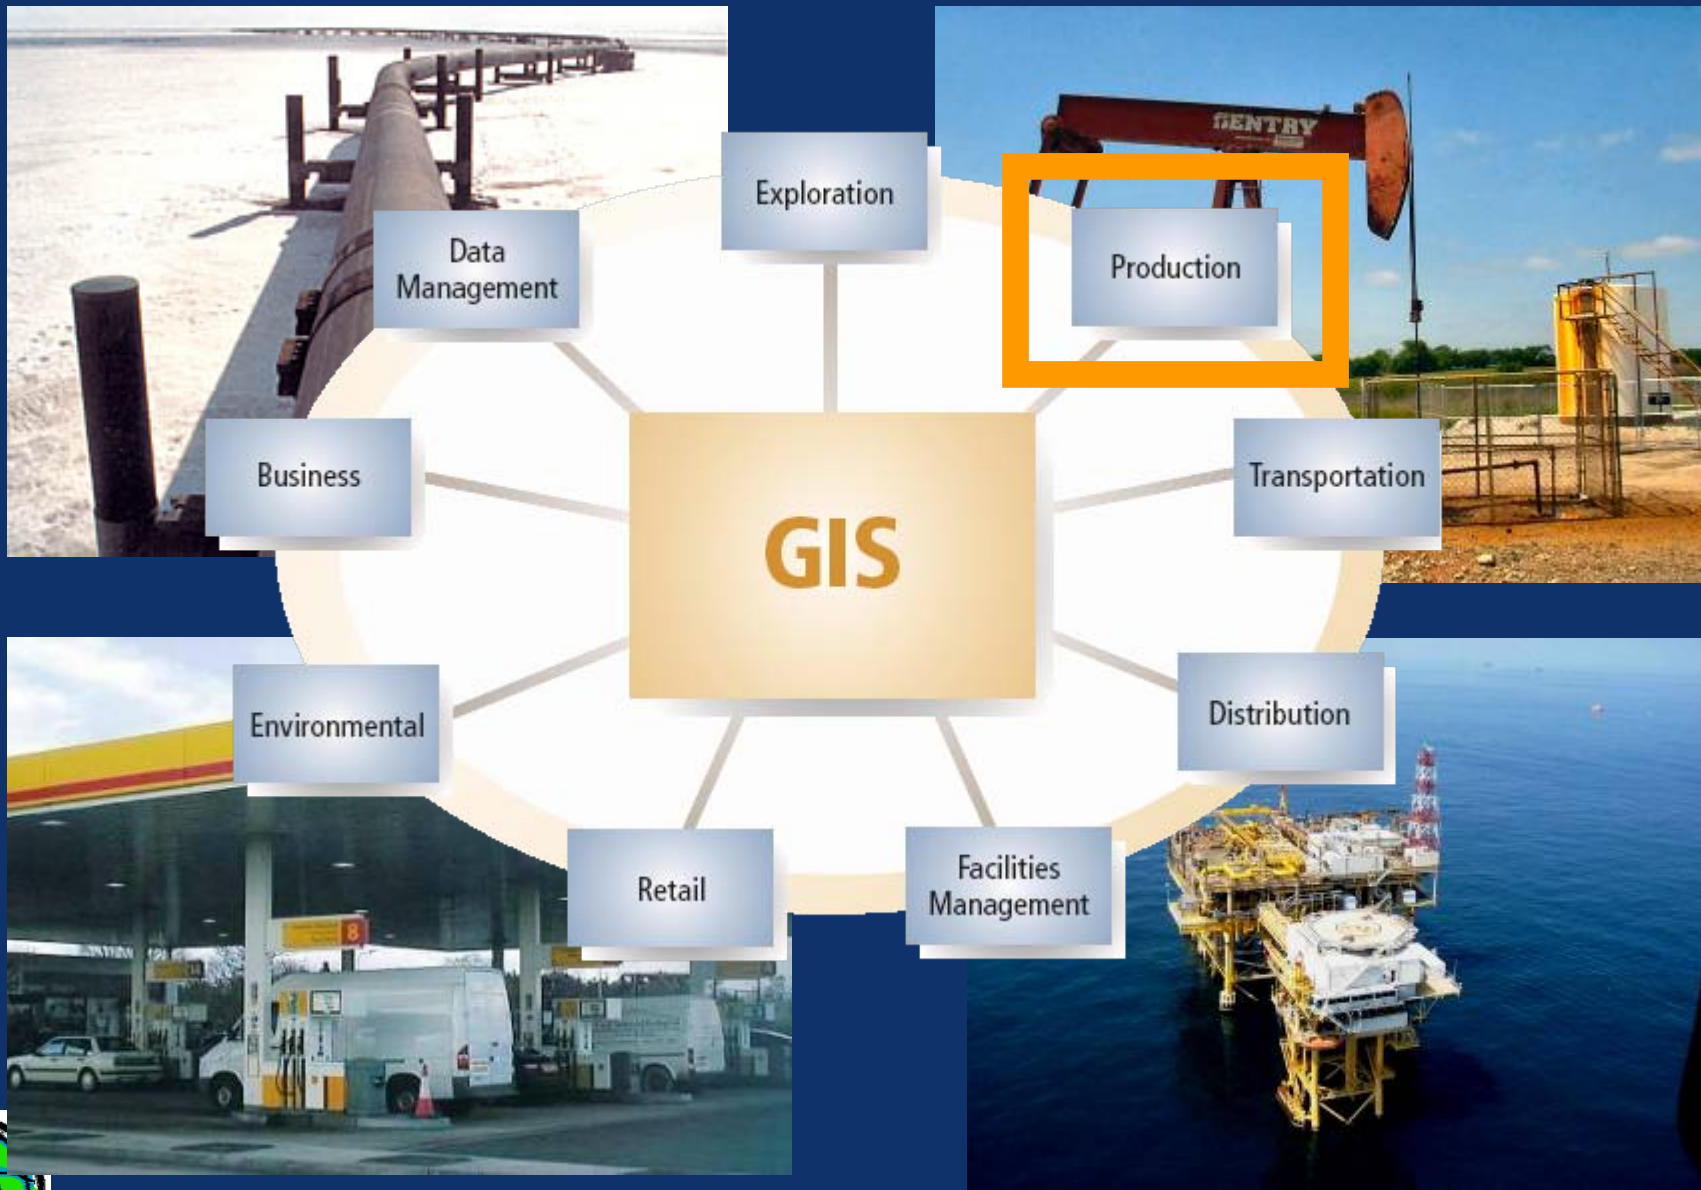 SENTRY
Exploration
Data
Management
Production
Business
Transportation
GIS
Environmental
Distribution
Retail
Facilities
Management
8